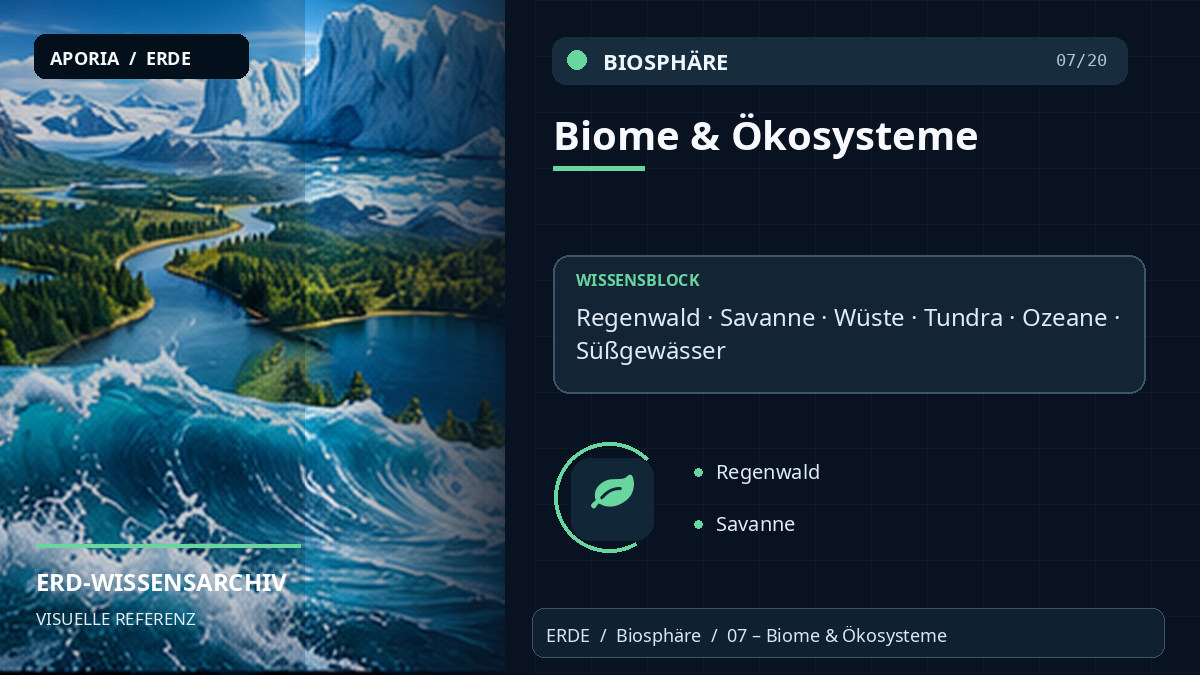 APORIA / ERDE
ERD-WISSENSARCHIV
VISUELLE REFERENZ
BIOSPHÄRE
07/20
Biome & Ökosysteme
WISSENSBLOCK
Regenwald · Savanne · Wüste · Tundra · Ozeane ·
Süßgewässer
Regenwald
Savanne
ERDE / Biosphäre / 07 – Biome & Ökosysteme